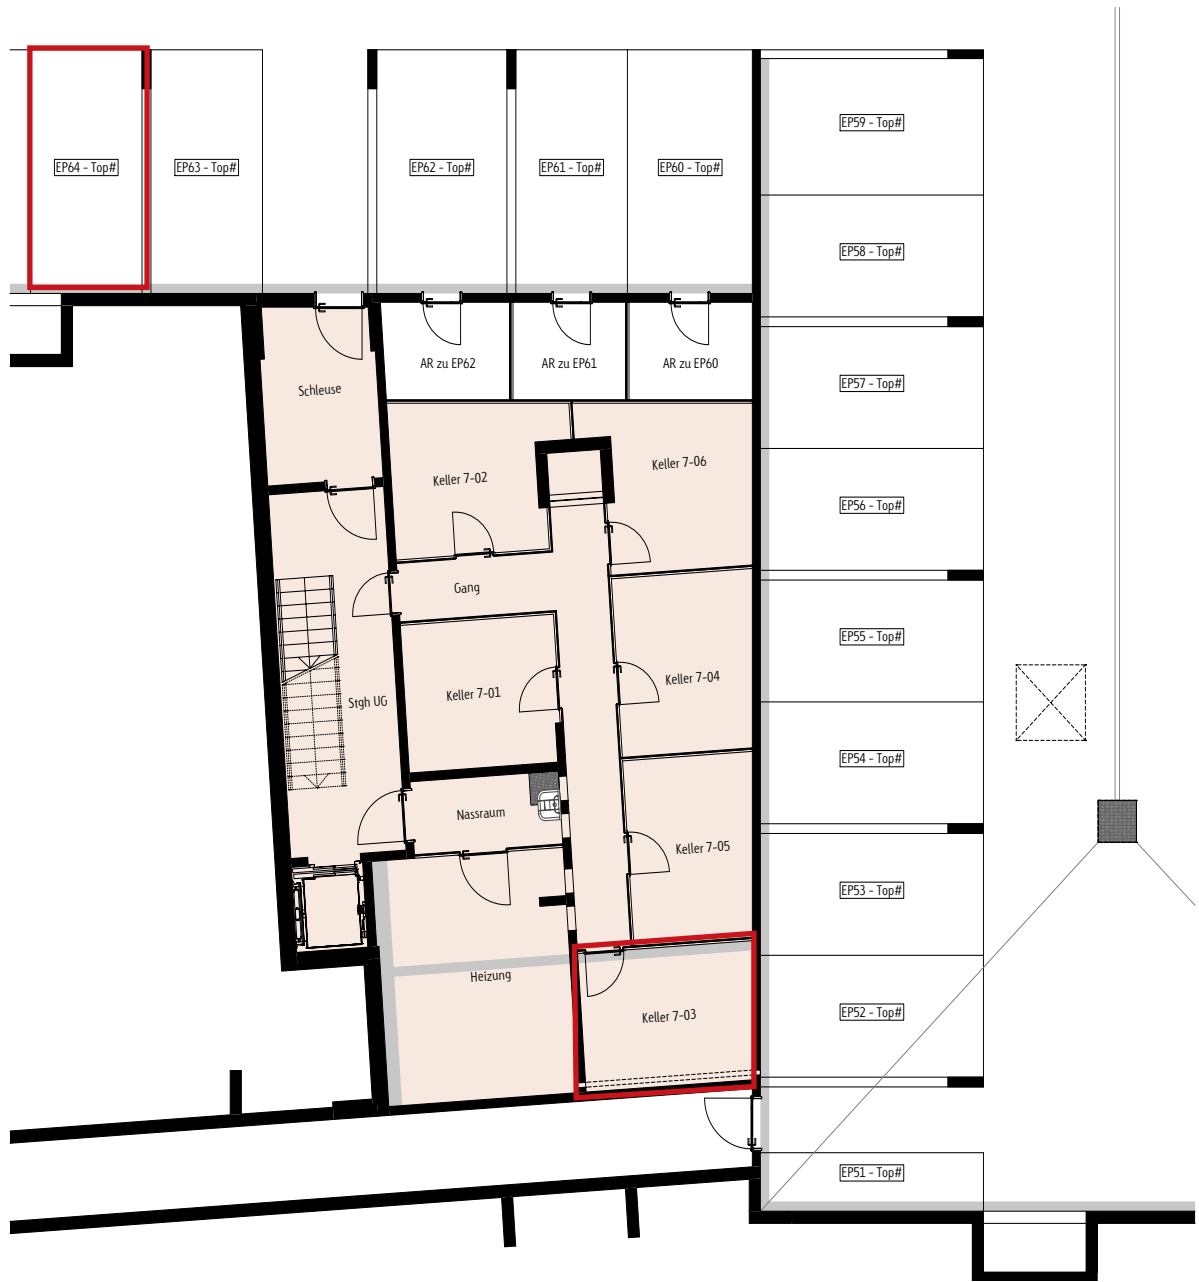 EP64 - Top#
EP63 - Top#
EP62 - Top#
EP61 - Top#
EP60 - Top#
EP59 - Top#
EP58 - Top#
EP57 - Top#
EP56 - Top#
EP55 - Top#
EP54 - Top#
EP53 - Top#
EP52 - Top#
EP51 - Top#
AR zu EP62
AR zu EP61
AR zu EP60
Schleuse
Keller 7-02
Keller 7-06
Gang
Keller 7-01
Keller 7-04
Stgh UG
Nassraum
Keller 7-05
Heizung
Keller 7-03